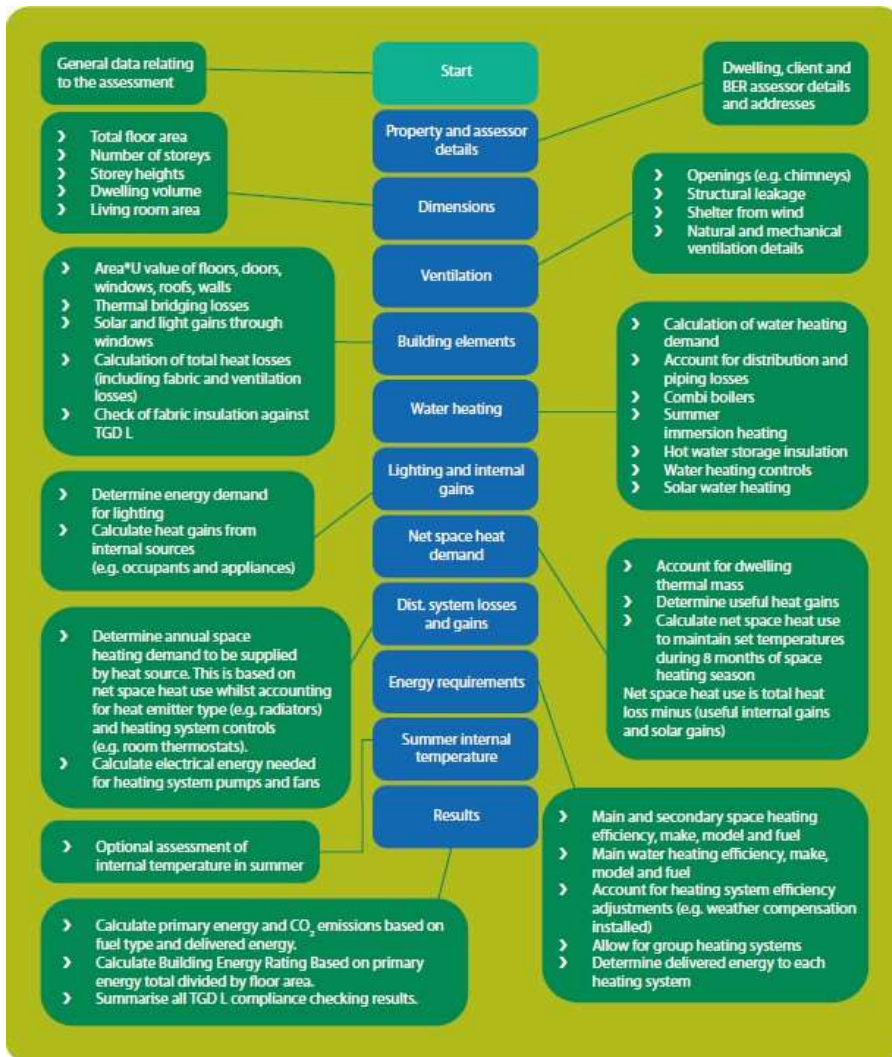 General data relating
to the assessment
Start
Dwelling, client and
BER assessor details
and addresses
Property and assessor
details
❯ Total floor area
❯ Number of storeys
❯ Storey heights
❯ Dwelling volume
❯ Living room area
Dimensions
❯ Openings (e.g. chimneys)
❯ Structural leakage
❯ Shelter from wind
❯ Natural and mechanical
ventilation details
Ventilation
❯ Area*U value of floors, doors,
windows, roofs, walls
❯ Thermal bridging losses
❯ Solar and light gains through
windows
❯ Calculation of total heat losses
(including fabric and ventilation
losses)
❯ Check of fabric insulation against
TGD L
Building elements
Water heating
❯ Calculation of water heating
demand
❯ Account for distribution and
piping losses
❯ Combi boilers
❯ Summer
immersion heating
❯ Hot water storage insulation
❯ Water heating controls
❯ Solar water heating
Lighting and internal
gains
❯ Determine energy demand
for lighting
❯ Calculate heat gains from
internal sources
(e.g. occupants and appliances)
Net space heat
demand
❯ Account for dwelling
thermal mass
❯ Determine useful heat gains
❯ Calculate net space heat use
to maintain set temperatures
during 8 months of space
heating season
Net space heat use is total heat
loss minus (useful internal gains
and solar gains)
Dist. system losses
and gains
❯ Determine annual space
heating demand to be supplied
by heat source. This is based on
net space heat use whilst accounting
for heat emitter type (e.g. radiators)
and heating system controls
(e.g. room thermostats).
❯ Calculate electrical energy needed
for heating system pumps and fans
Energy requirements
Summer internal
temperature
Results
❯ Main and secondary space heating
efficiency, make, model and fuel
❯ Main water heating efficiency, make,
model and fuel
❯ Account for heating system efficiency
adjustments (e.g. weather compensation
installed)
❯ Allow for group heating systems
❯ Determine delivered energy to each
heating system
❯ Optional assessment of
internal temperature in summer
❯ Calculate primary energy and CO₂ emissions based on
fuel type and delivered energy.
❯ Calculate Building Energy Rating Based on primary
energy total divided by floor area.
❯ Summarise all TGD L compliance checking results.